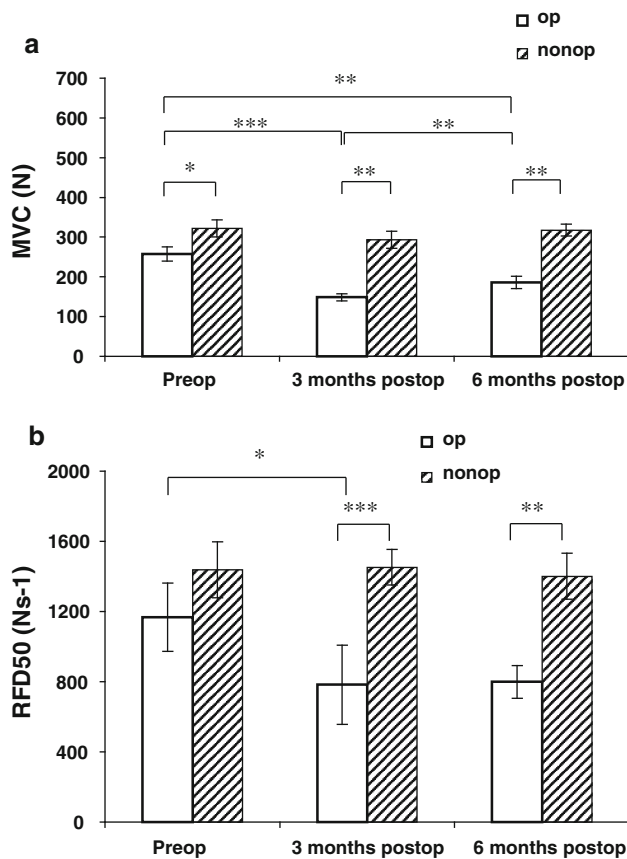 a
op
nonop
700
600
500
400
300
200
100
0
MVC (N)
**
***
**
*
**
**
Preop 3 months postop 6 months postop
b
op
nonop
2000
1600
1200
800
400
0
RFD50 (Ns-1)
*
***
**
Preop 3 months postop 6 months postop